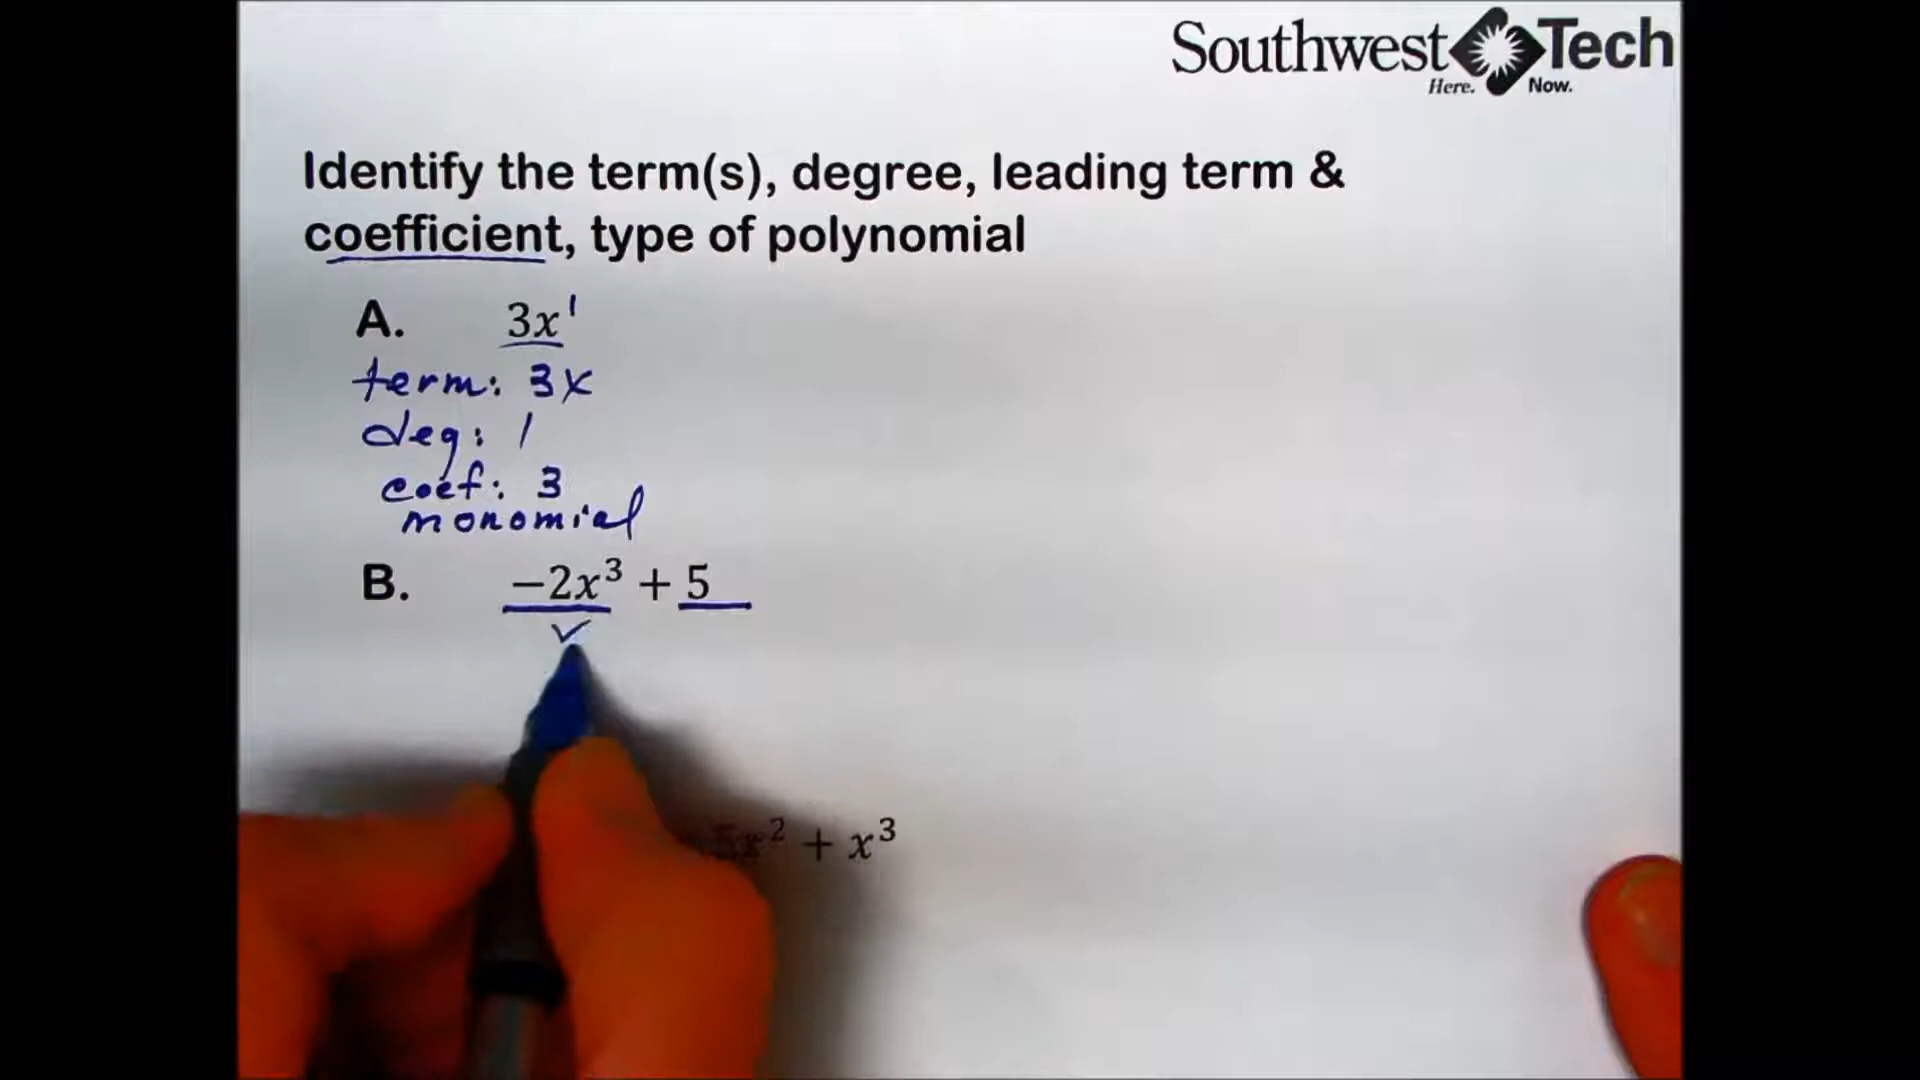 Southwest Tech
Here. Now.
Identify the term(s), degree, leading term &
coefficient, type of polynomial
A. 3x¹
term: 3x
deg: 1
coef: 3
monomial
B. −2x³ + 5
x² + x³